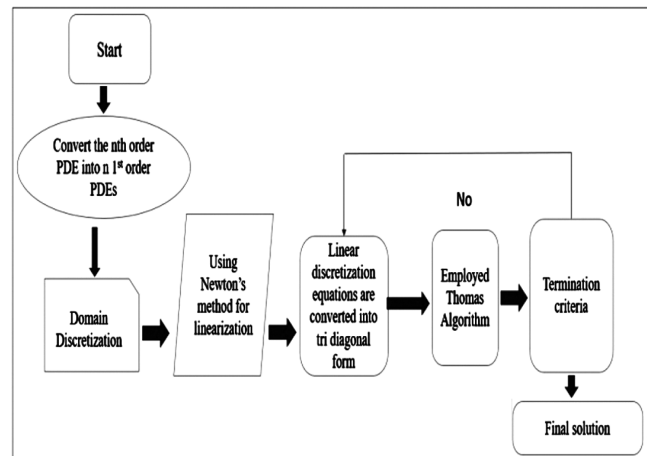 Start
Convert the nth order
PDE into n 1st order
PDEs
Domain
Discretization
Using
Newton's
method for
linearization
Linear
discretization
equations are
converted into
tri diagonal
form
No
Employed
Thomas
Algorithm
Termination
criteria
Final solution